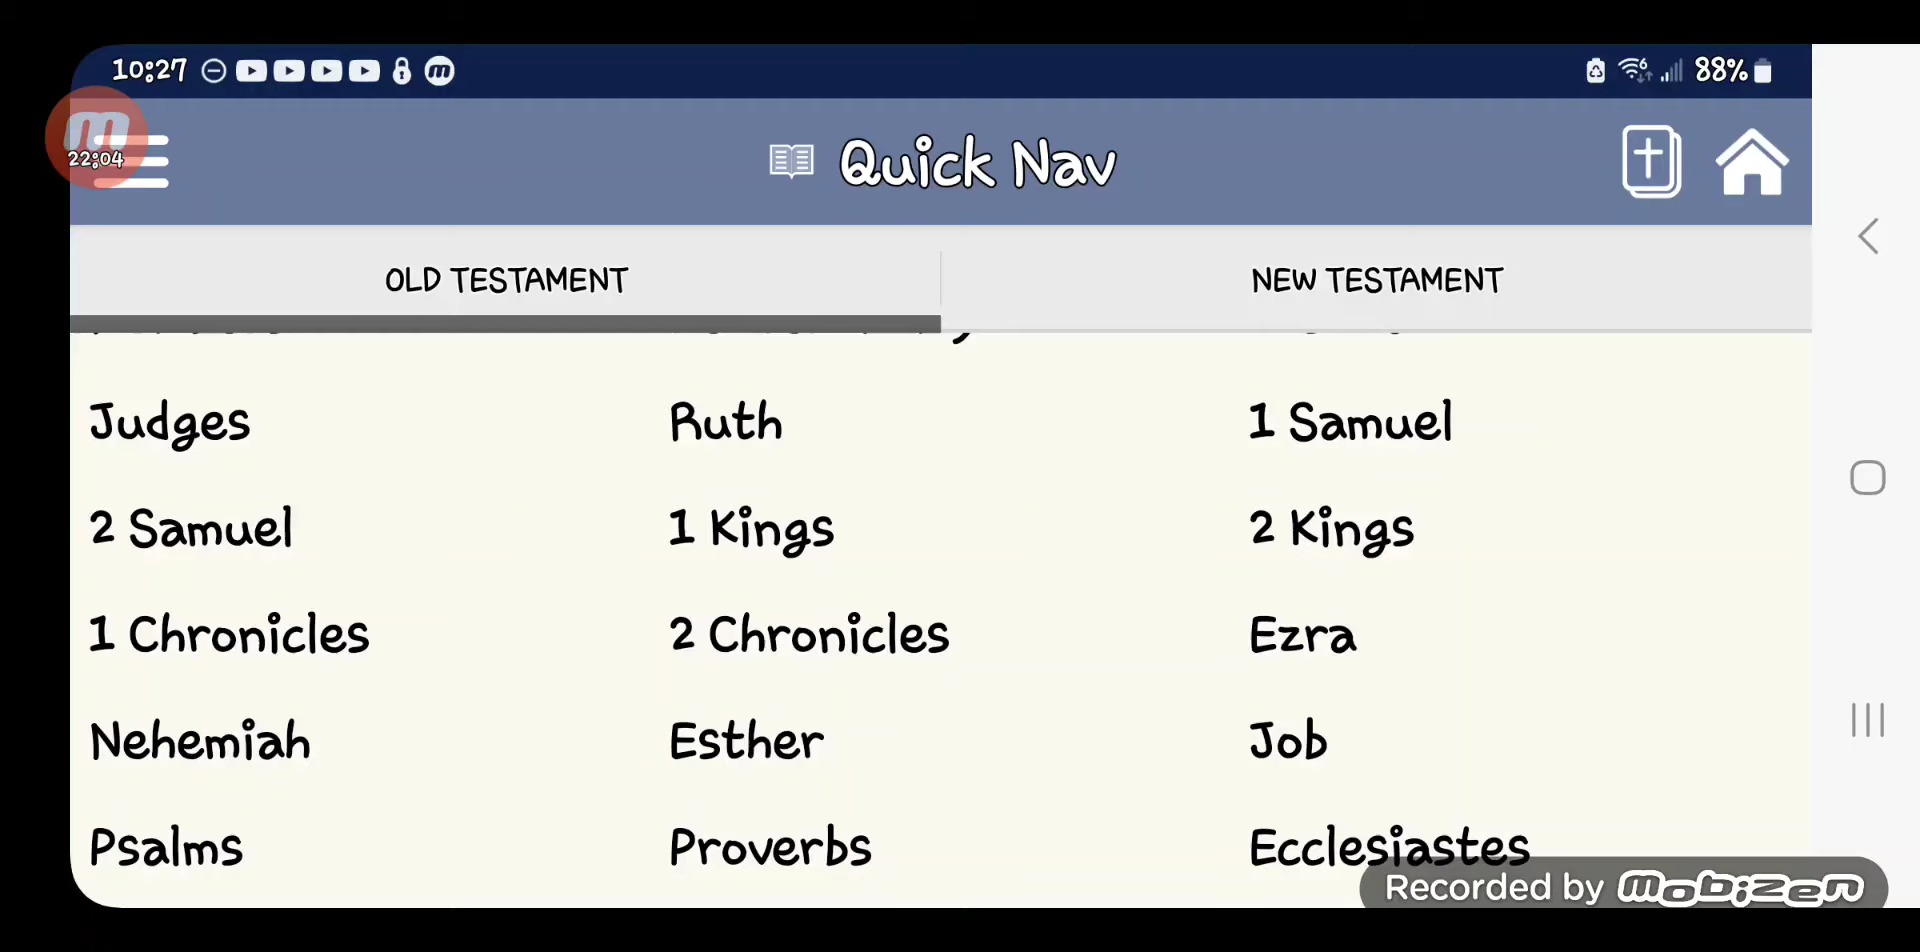 10:27 88%
m
22:04
Quick Nav
OLD TESTAMENT NEW TESTAMENT
Judges Ruth 1 Samuel
2 Samuel 1 Kings 2 Kings
1 Chronicles 2 Chronicles Ezra
Nehemiah Esther Job
Psalms Proverbs Ecclesiastes
Recorded by mobizen